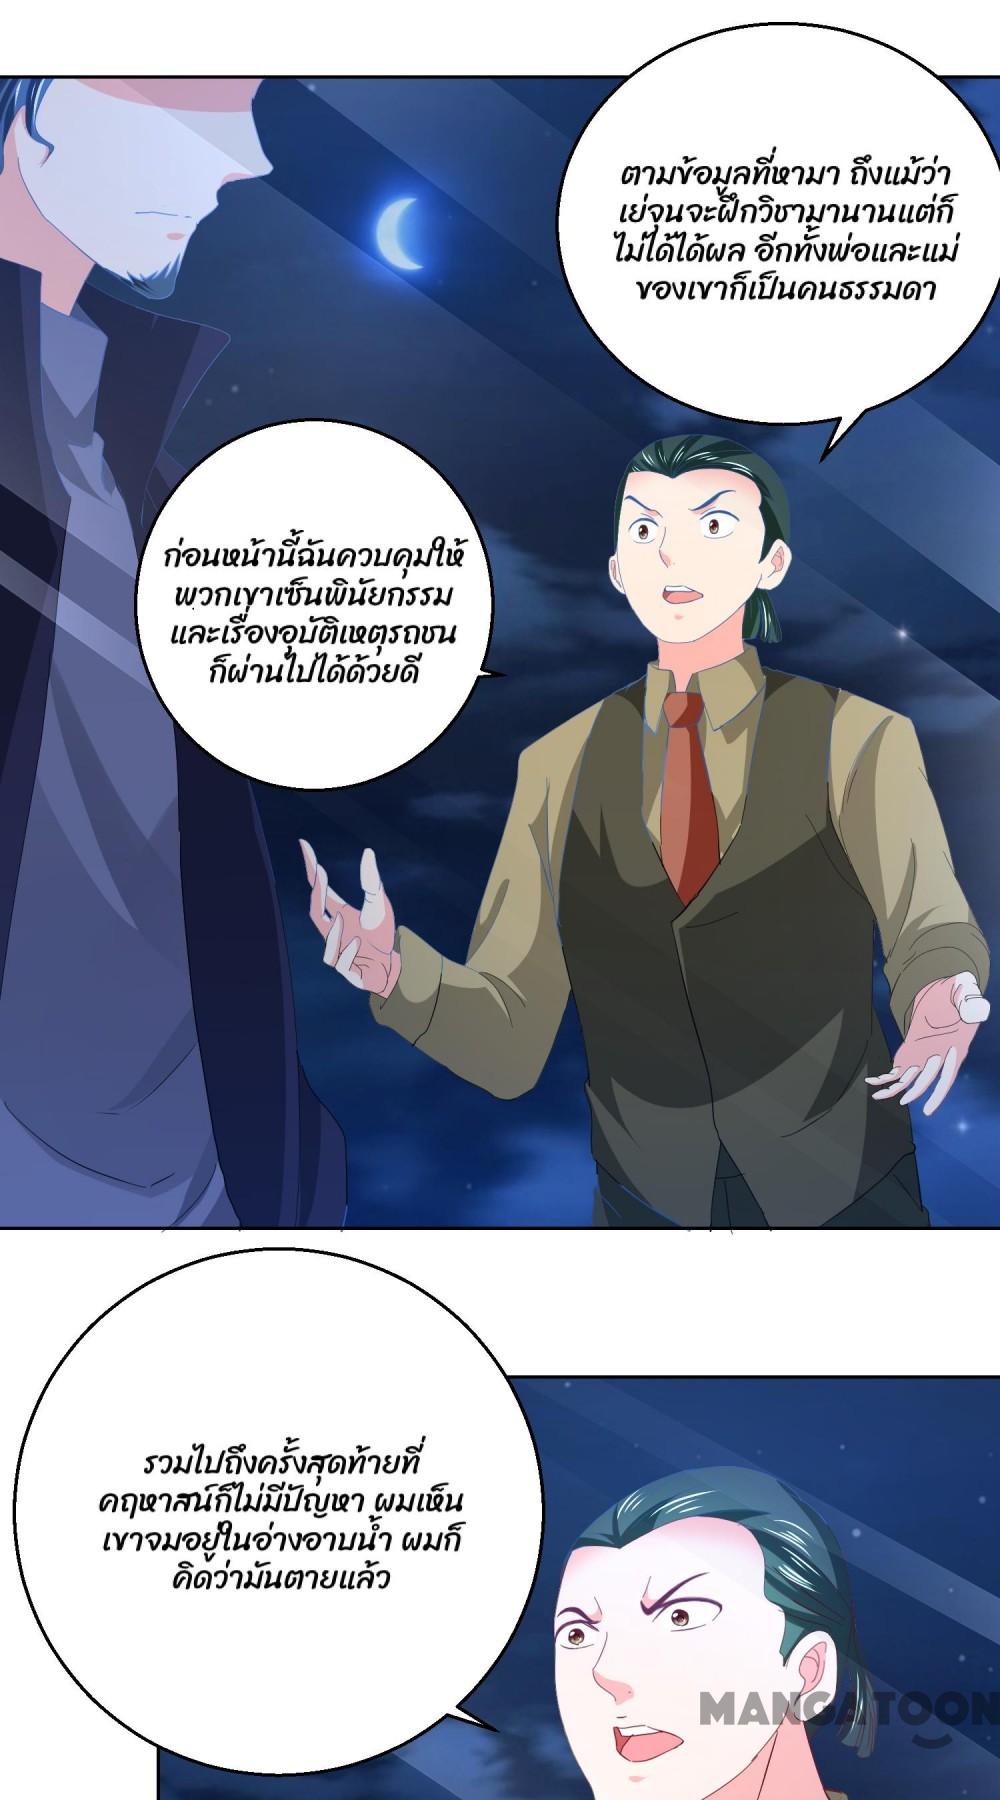 ตามข้อมูลที่หามา ถึงแม้ว่า
เย่จุนจะฝึกวิชามานานแต่ก็
ไม่ได้ได้ผล อีกทั้งพ่อและแม่
ของเขาก็เป็นคนธรรมดา
ก่อนหน้านี้ฉันควบคุมให้
พวกเขาเซ็นพินัยกรรม
และเรื่องอุบัติเหตุรถชน
ก็ผ่านไปได้ด้วยดี
รวมไปถึงครั้งสุดท้ายที่
คฤหาสน์ก็ไม่มีปัญหา ผมเห็น
เขาจมอยู่ในอ่างอาบน้ำ ผมก็
คิดว่ามันตายแล้ว
MANGATOON